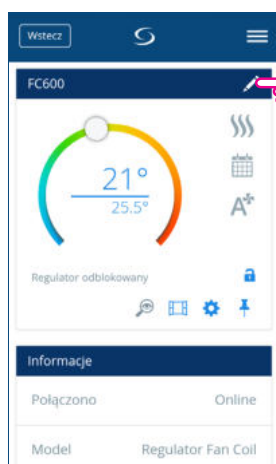 Wstecz
FC600
21°
25.5°
A
Regulator odblokowany
Informacje
Połączono Online
Model Regulator Fan Coil